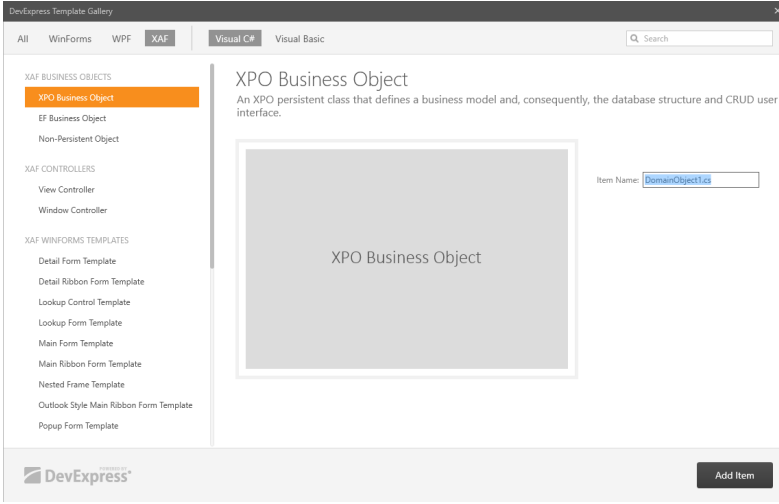 DevExpress Template Gallery
All WinForms WPF XAF Visual C# Visual Basic Search
XAF BUSINESS OBJECTS
XPO Business Object
EF Business Object
Non-Persistent Object
XAF CONTROLLERS
View Controller
Window Controller
XAF WINFORMS TEMPLATES
Detail Form Template
Detail Ribbon Form Template
Lookup Control Template
Lookup Form Template
Main Form Template
Main Ribbon Form Template
Nested Frame Template
Outlook Style Main Ribbon Form Template
Popup Form Template
XPO Business Object
An XPO persistent class that defines a business model and, consequently, the database structure and CRUD user
interface.
XPO Business Object
Item Name: DomainObject1.cs
POWERED BY
DevExpress
Add Item